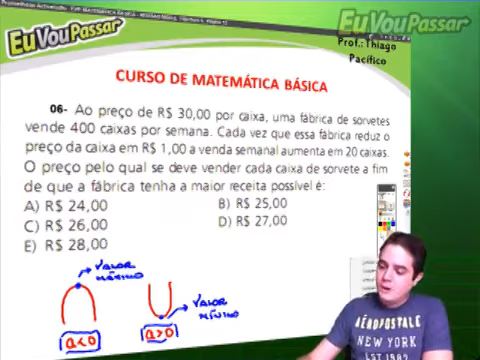 EuVouPassar
EuVouPassar
Prof.: Thiago
Pacífico
CURSO DE MATEMÁTICA BÁSICA
06- Ao preço de R$ 30,00 por caixa, uma fábrica de sorvetes
vende 400 caixas por semana. Cada vez que essa fábrica reduz o
preço da caixa em R$ 1,00 a venda semanal aumenta em 20 caixas.
O preço pelo qual se deve vender cada caixa de sorvete a fim
de que a fábrica tenha a maior receita possível é:
A) R$ 24,00
B) R$ 25,00
C) R$ 26,00
D) R$ 27,00
E) R$ 28,00
VALOR
MÁXIMO
VALOR
MÍNIMO
a<0
a>0
AÉROPOSTALE
NEW YORK